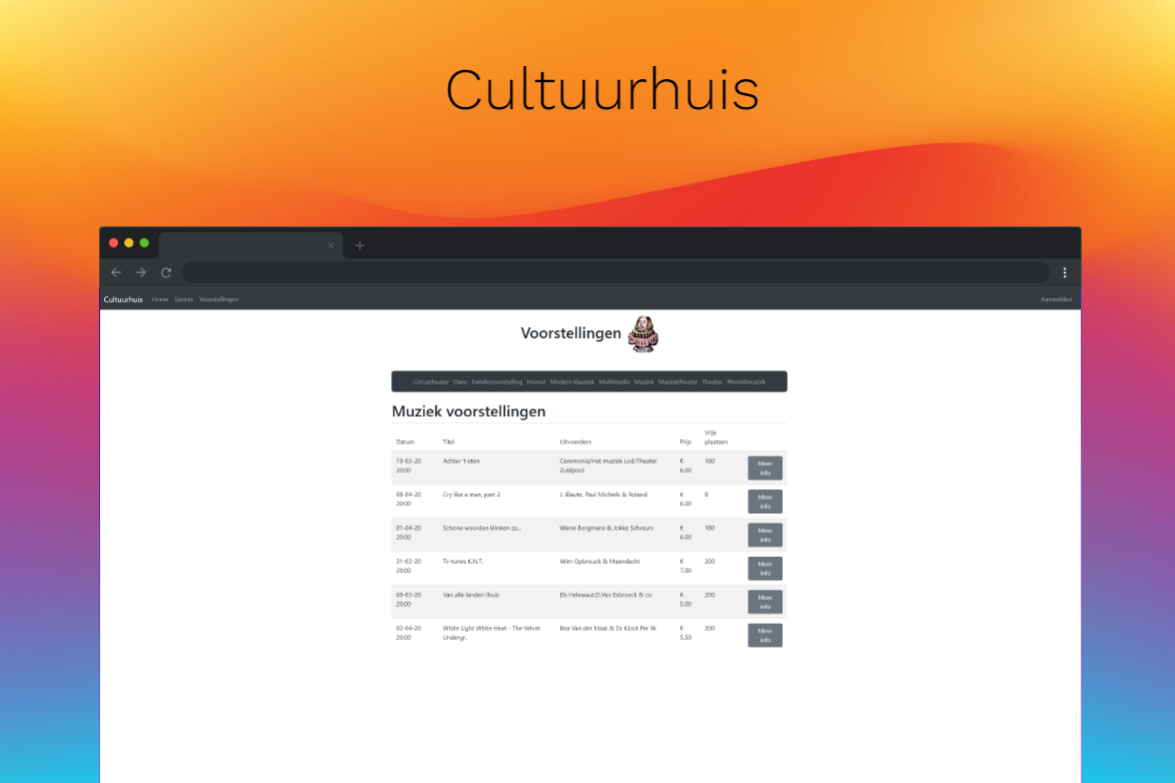 Cultuurhuis
Cultuurhuis Home Genres Voorstellingen Aanmelden
Voorstellingen
Circustheater Dans Familievoorstelling Humor Modern klassiek Multimedia Muziek Muziektheater Theater Wereldmuziek
Muziek voorstellingen
Datum Titel Uitvoerders Prijs Vrije
plaatsen
19-03-20 Achter 't eten Ceremonia/Het muziek Lod/Theater € 160 Meer
20:00 Zuidpool 6.00 info
08-04-20 Cry like a man, part 2 J. Blaute, Paul Michiels & Roland € 8 Meer
20:00 6.00 info
01-04-20 Schone woorden klinken zo... Warre Borgmans & Jokke Schreurs € 160 Meer
20:00 6.00 info
31-03-20 Tv-tunes K.N.T. Wim Opbrouck & Maandacht € 200 Meer
20:00 7.00 info
09-03-20 Van alle landen thuis Els Helewaut,D.Van Esbroeck & co € 200 Meer
20:00 5.00 info
02-04-20 White Light White Heat - The Velvet Bea Van der Maat & Dr Kloot Per W € 200 Meer
20:00 Undergr. 5.50 info